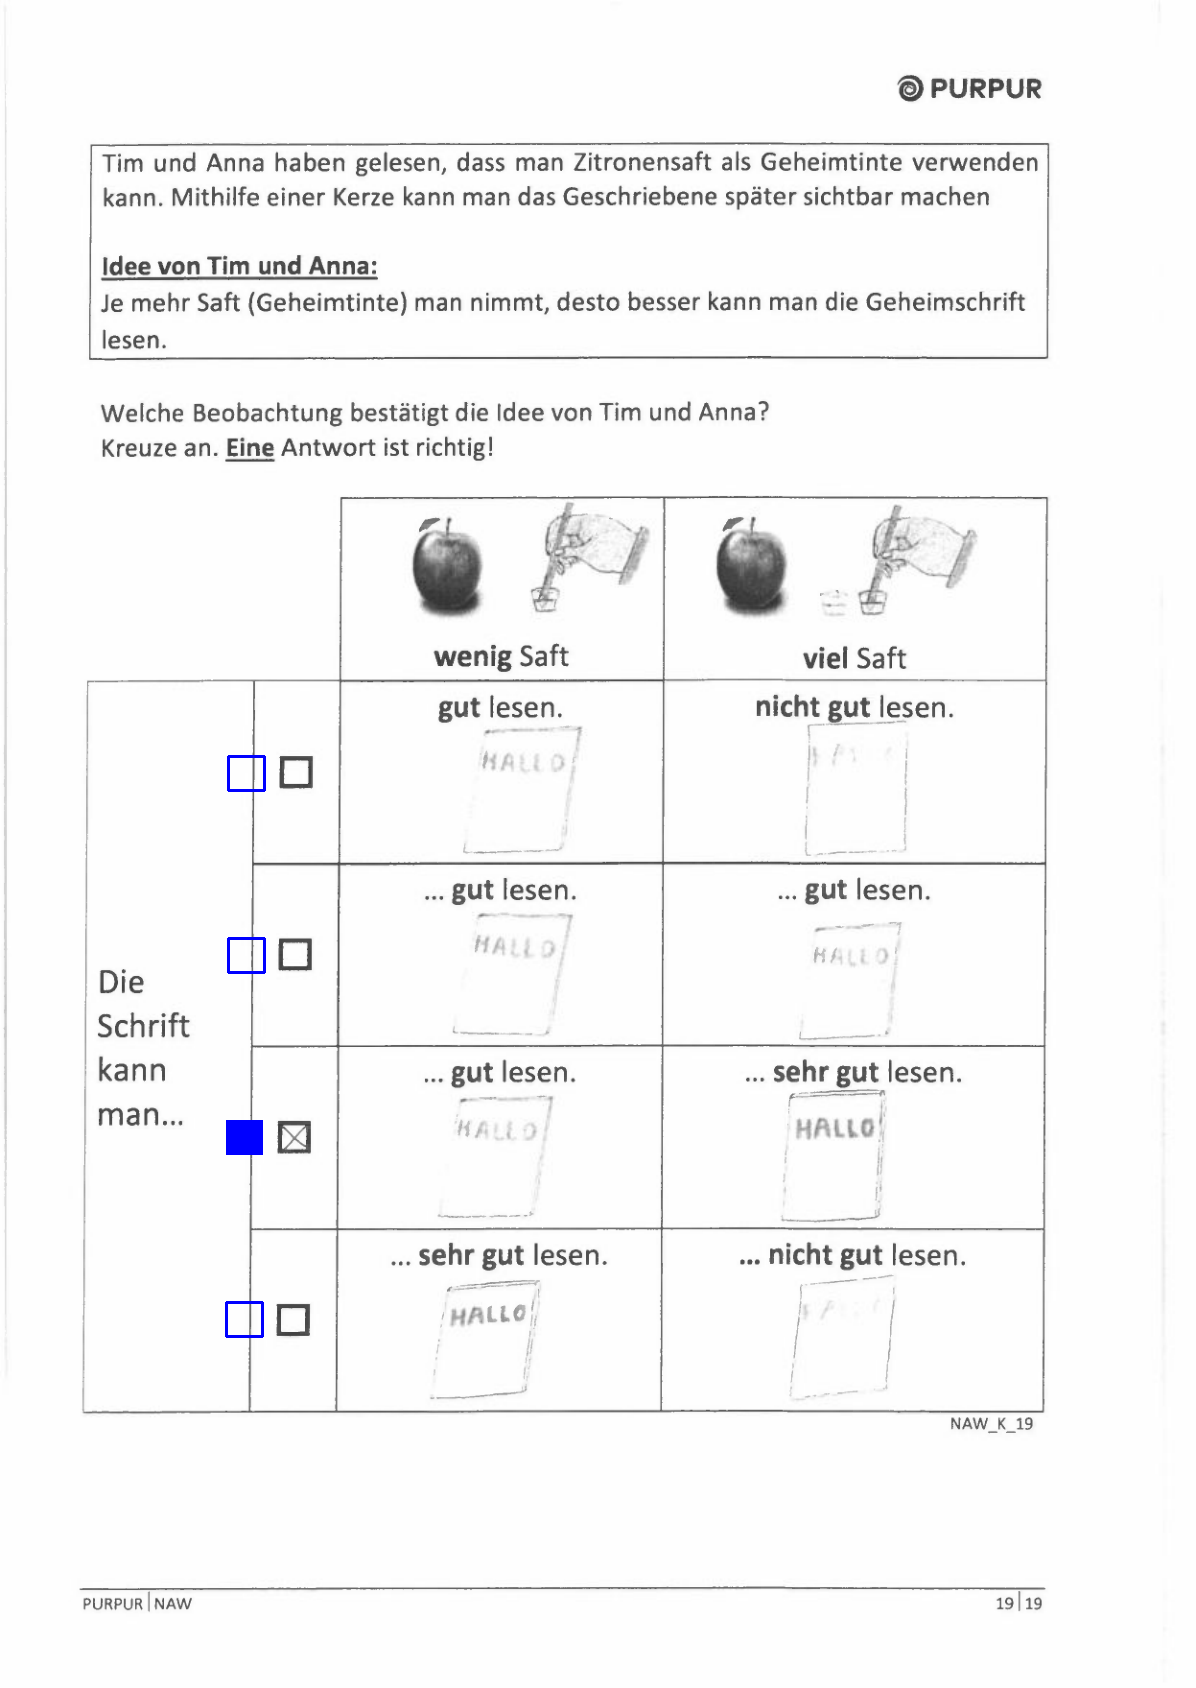 PURPUR
Tim und Anna haben gelesen, dass man Zitronensaft als Geheimtinte verwenden
kann. Mithilfe einer Kerze kann man das Geschriebene später sichtbar machen
Idee von Tim und Anna:
Je mehr Saft (Geheimtinte) man nimmt, desto besser kann man die Geheimschrift
lesen.
Welche Beobachtung bestätigt die Idee von Tim und Anna?
Kreuze an. Eine Antwort ist richtig!
wenig Saft
viel Saft
Die
Schrift
kann
man...
gut lesen.
HALLO
nicht gut lesen.
... gut lesen.
HALLO
... gut lesen.
HALLO
... gut lesen.
HALLO
... sehr gut lesen.
HALLO
... sehr gut lesen.
HALLO
... nicht gut lesen.
NAW_K_19
PURPUR | NAW
19 | 19